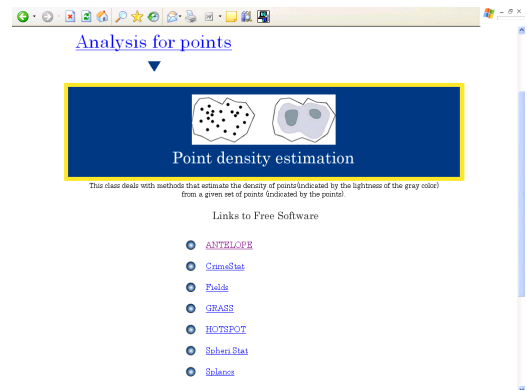 Analysis for points
Point density estimation
This class deals with methods that estimate the density of points(indicated by the lightness of the gray color)
from a given set of points (indicated by the points).
Links to Free Software
ANTELOPE
CrimeStat
Fields
GRASS
HOTSPOT
Spheri Stat
Splancs